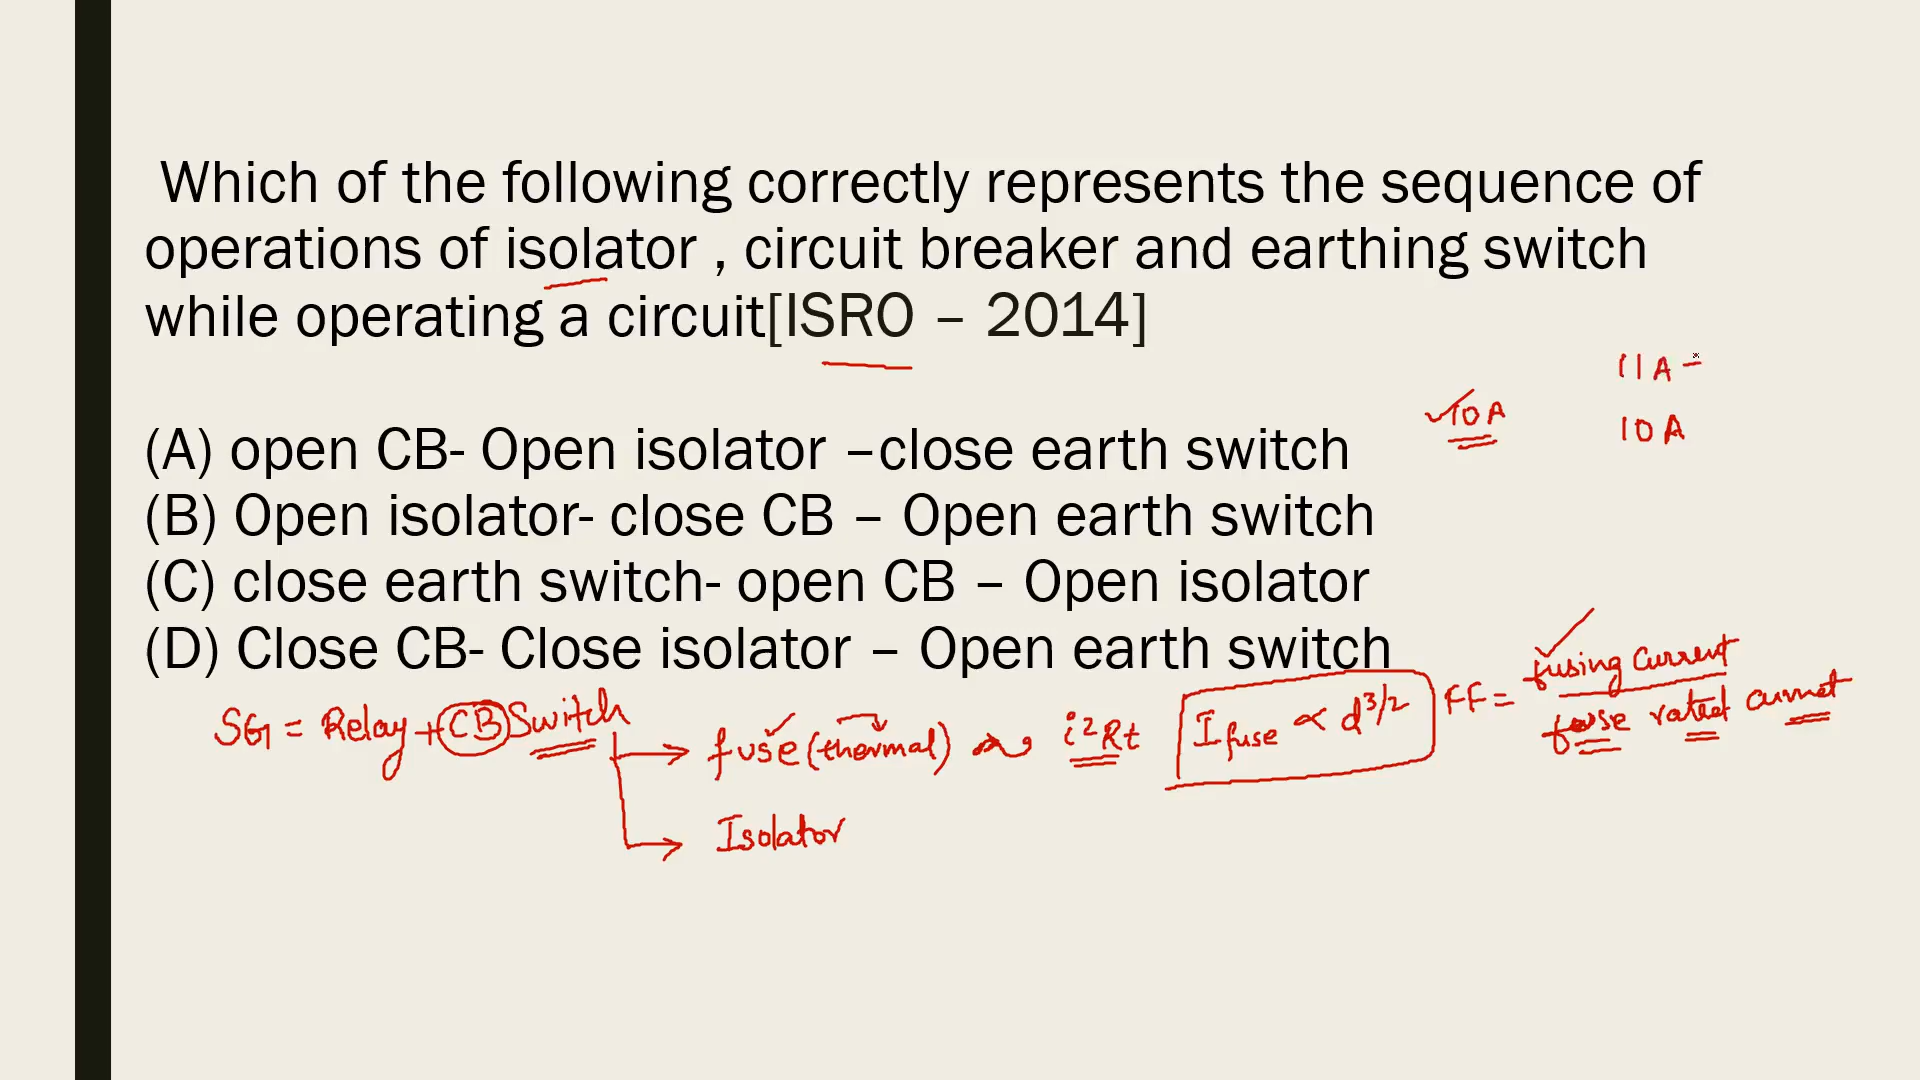 Which of the following correctly represents the sequence of
operations of isolator , circuit breaker and earthing switch
while operating a circuit[ISRO – 2014]
11A -
10A
10A
(A) open CB- Open isolator –close earth switch
(B) Open isolator- close CB – Open earth switch
(C) close earth switch- open CB – Open isolator
(D) Close CB- Close isolator – Open earth switch
SG = Relay + CB Switch
fuse (thermal)
i²Rt
I fuse ∝ d^3/2
FF = fusing current
fuse rated current
Isolator